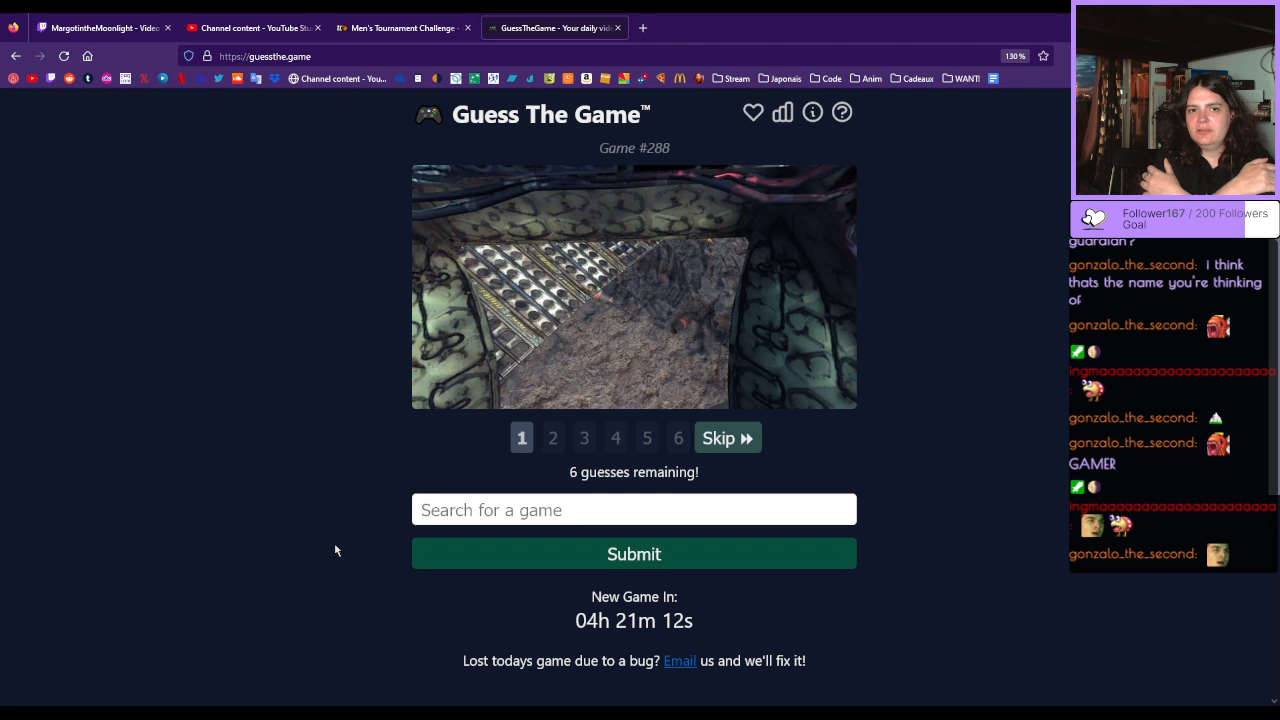 MargotintheMoonlight - Video
Channel content - YouTube Stu
Men's Tournament Challenge -
GuessTheGame - Your daily vide
https://guessthe.game
130%
Channel content - You...
Stream
Japonais
Code
Anim
Cadeaux
WANT!
Guess The Game™
Game #288
1 2 3 4 5 6 Skip
6 guesses remaining!
Search for a game
Submit
New Game In:
04h 21m 12s
Lost todays game due to a bug? Email us and we'll fix it!
Follower167 / 200 Followers
Goal
guardian?
gonzalo_the_second: i think
thats the name you're thinking
of
gonzalo_the_second:
gonzalo_the_second:
gonzalo_the_second:
GAMER
gonzalo_the_second: